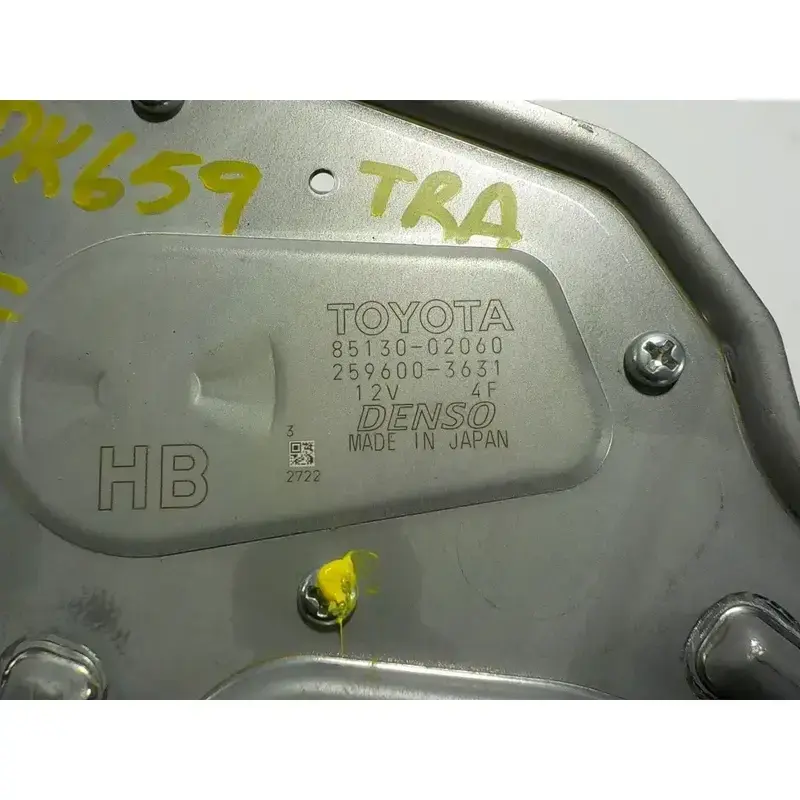 DK659 TRA
TOYOTA
85130-02060
259600-3631
12V 4F
DENSO
MADE IN JAPAN
HB
3
2722